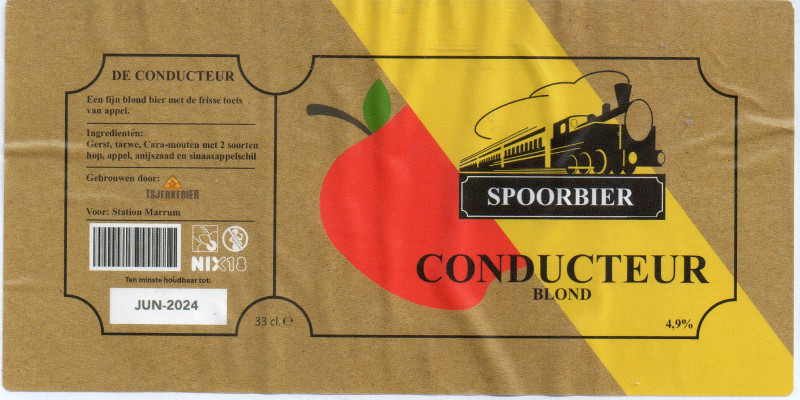 DE CONDUCTEUR
Een fijn blond bier met de frisse toets
van appel.
Ingrediëntén:
Gerst, tarwe, Cara-mouten met 2 soorten
hop, appel, anijszaad en sinaasappelschil
Gebrouwen door:
TSJERKEBIER
Voor: Station Marrum
NIX18
Ten minste houdbaar tot:
JUN-2024
33 cl. ℮
SPOORBIER
CONDUCTEUR
BLOND
4,9%